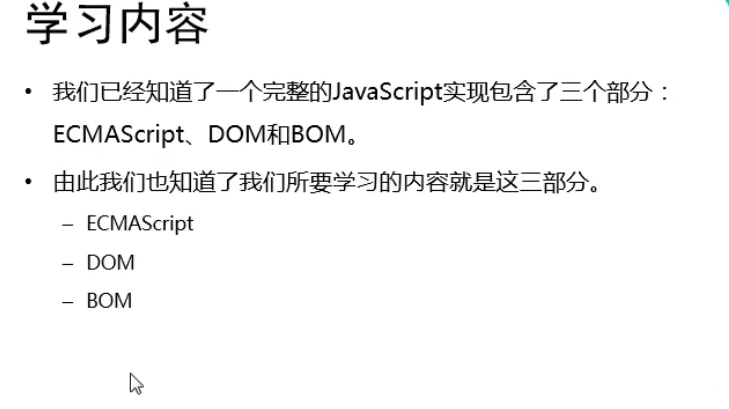 学习内容
• 我们已经知道了一个完整的JavaScript实现包含了三个部分：
ECMAScript、DOM和BOM。
• 由此我们也知道了我们所要学习的内容就是这三部分。
– ECMAScript
– DOM
– BOM